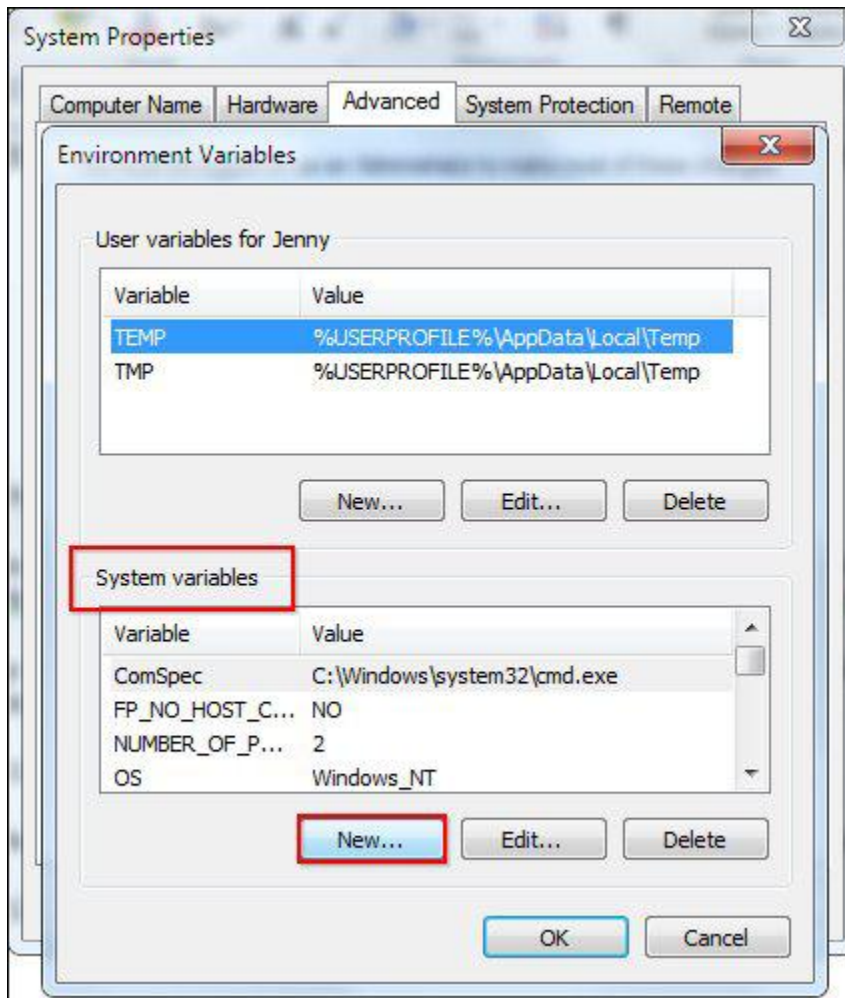 System Properties
Computer Name Hardware Advanced System Protection Remote
Environment Variables
User variables for Jenny
Variable Value
TEMP %USERPROFILE%\AppData\Local\Temp
TMP %USERPROFILE%\AppData\Local\Temp
New... Edit... Delete
System variables
Variable Value
ComSpec C:\Windows\system32\cmd.exe
FP_NO_HOST_C... NO
NUMBER_OF_P... 2
OS Windows_NT
New... Edit... Delete
OK Cancel